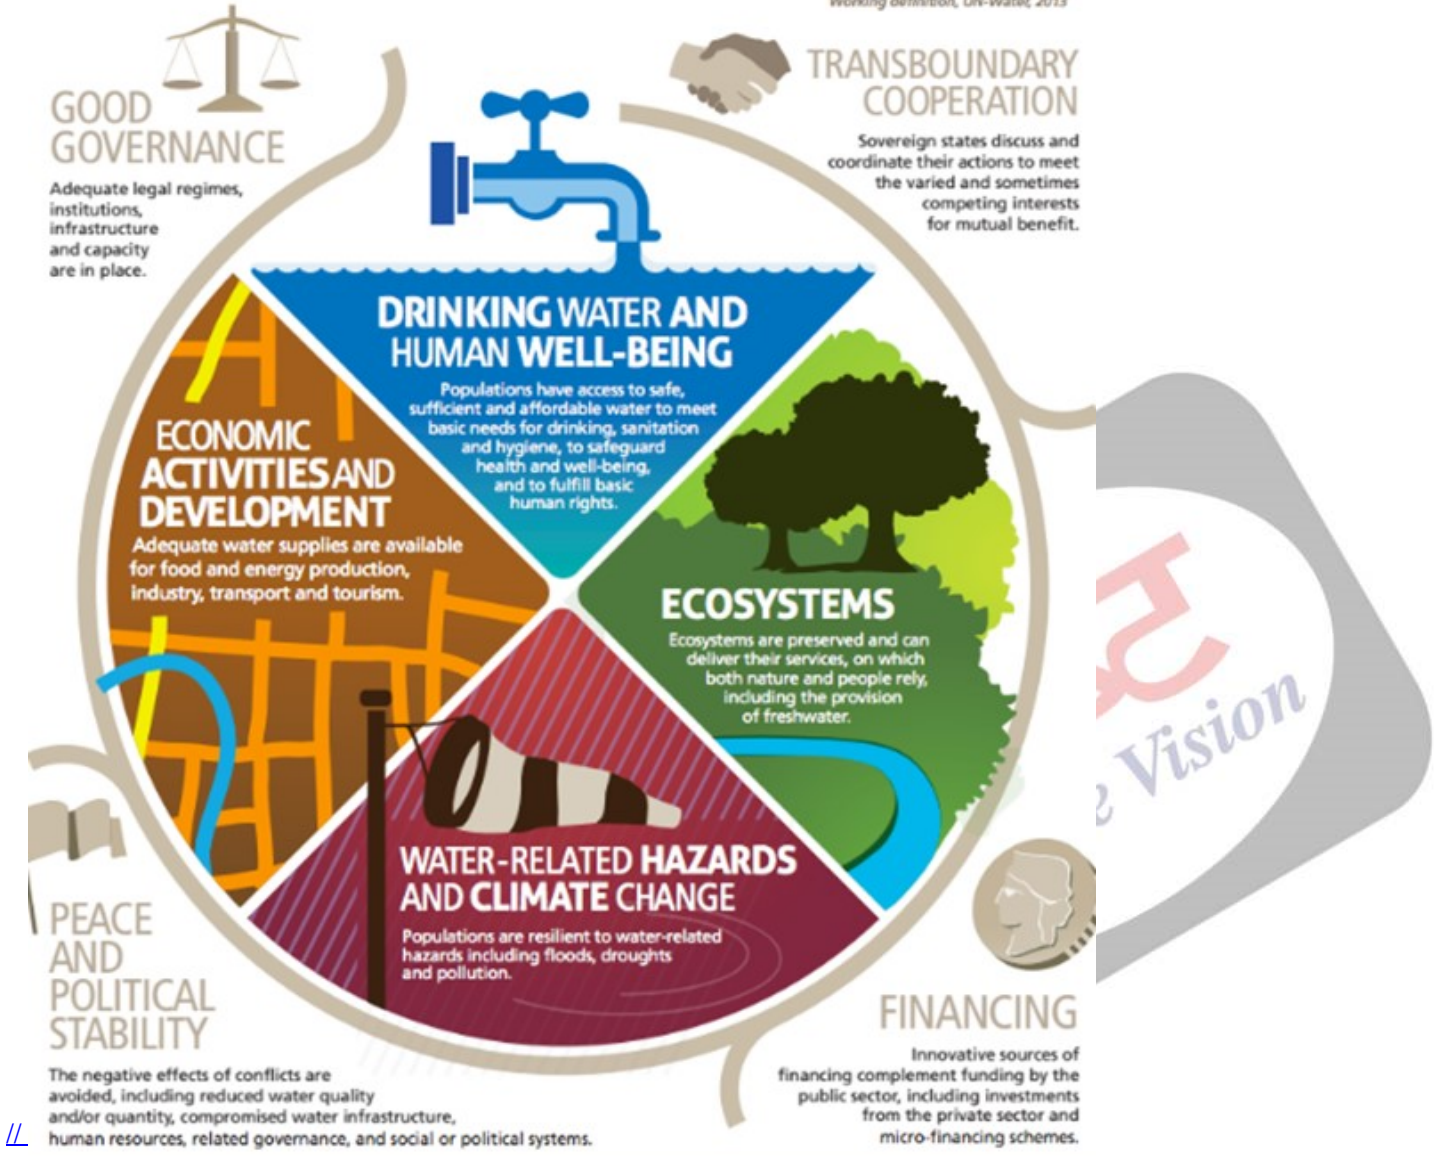 Working definition, UN-Water, 2013
GOOD
GOVERNANCE
Adequate legal regimes,
institutions,
infrastructure
and capacity
are in place.
TRANSBOUNDARY
COOPERATION
Sovereign states discuss and
coordinate their actions to meet
the varied and sometimes
competing interests
for mutual benefit.
DRINKING WATER AND
HUMAN WELL-BEING
Populations have access to safe,
sufficient and affordable water to meet
basic needs for drinking, sanitation
and hygiene, to safeguard
health and well-being,
and to fulfill basic
human rights.
ECONOMIC
ACTIVITIES AND
DEVELOPMENT
Adequate water supplies are available
for food and energy production,
industry, transport and tourism.
ECOSYSTEMS
Ecosystems are preserved and can
deliver their services, on which
both nature and people rely,
including the provision
of freshwater.
WATER-RELATED HAZARDS
AND CLIMATE CHANGE
Populations are resilient to water-related
hazards including floods, droughts
and pollution.
PEACE
AND
POLITICAL
STABILITY
The negative effects of conflicts are
avoided, including reduced water quality
and/or quantity, compromised water infrastructure,
human resources, related governance, and social or political systems.
FINANCING
Innovative sources of
financing complement funding by the
public sector, including investments
from the private sector and
micro-financing schemes.
Vision
//